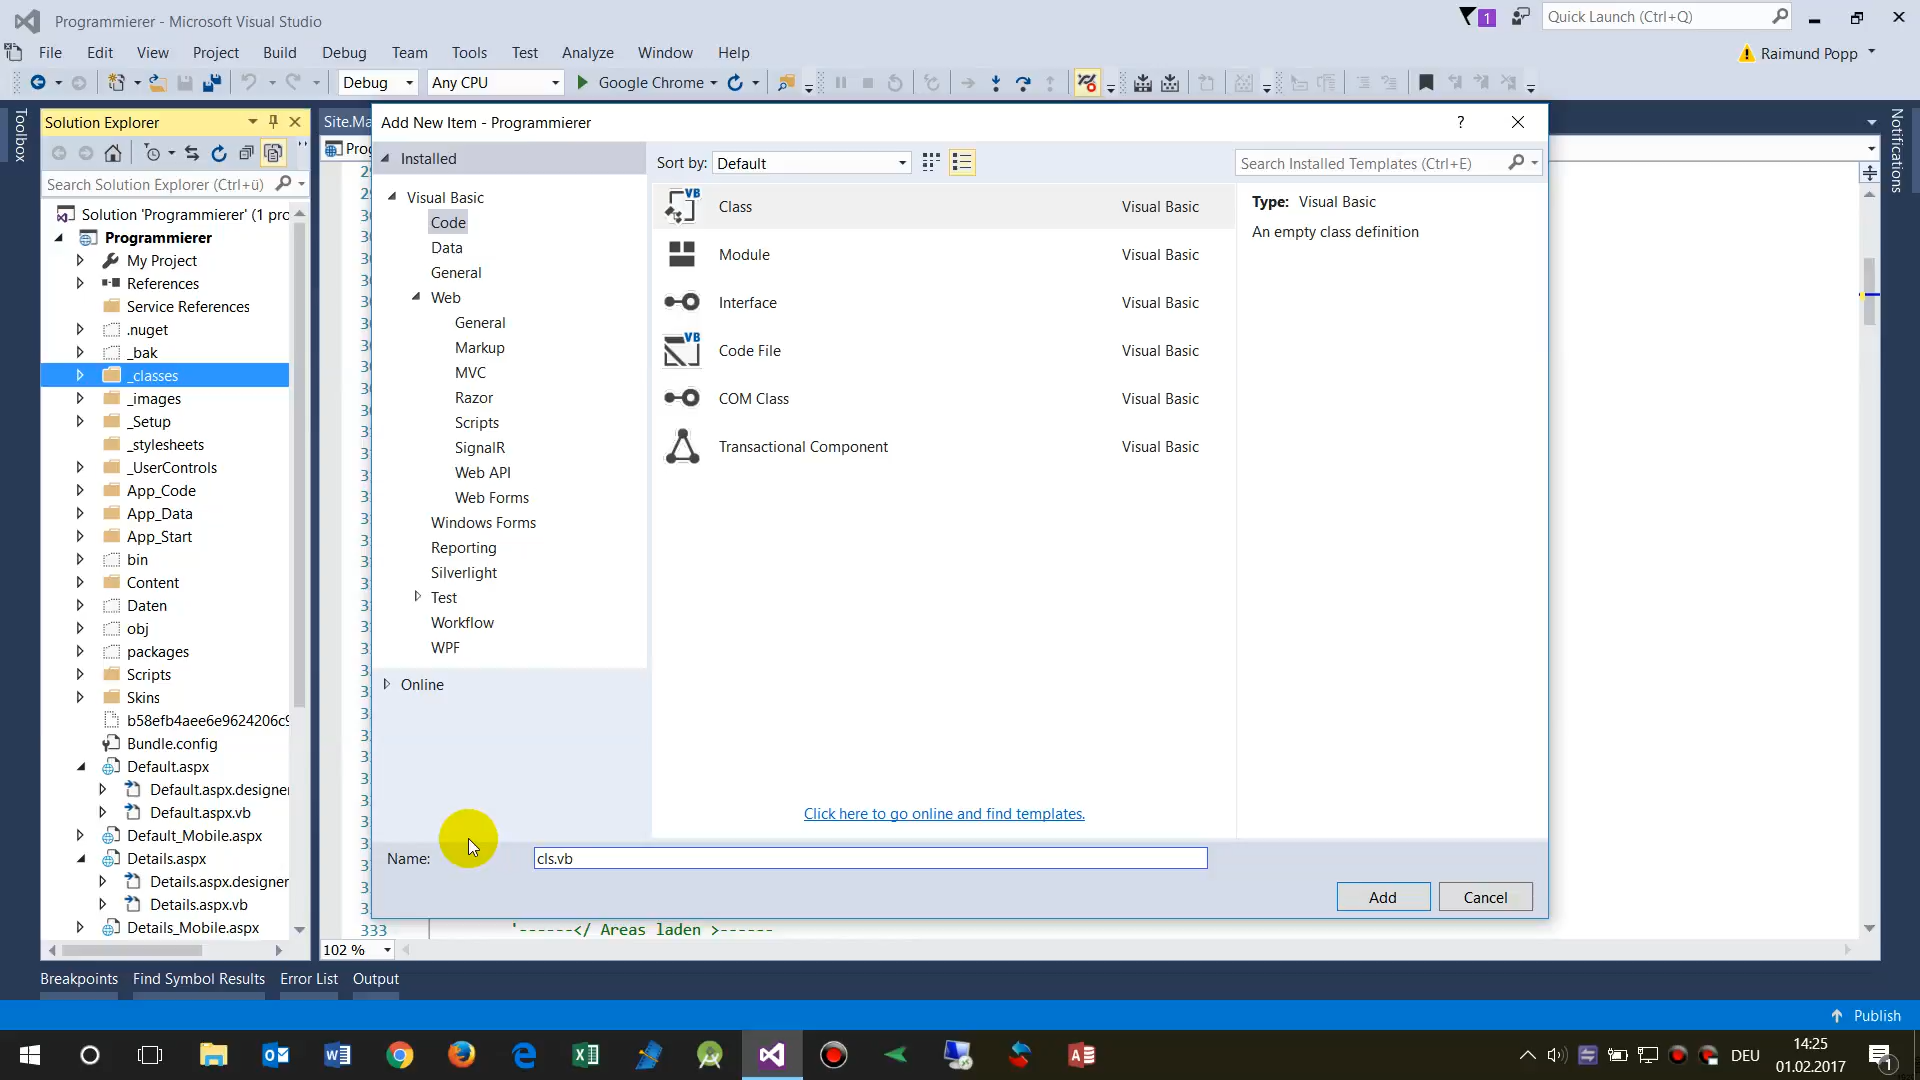 Programmierer - Microsoft Visual Studio
1
Quick Launch (Ctrl+Q)
File Edit View Project Build Debug Team Tools Test Analyze Window Help
Raimund Popp
Debug Any CPU Google Chrome
Toolbox
Solution Explorer
Search Solution Explorer (Ctrl+ü)
Solution 'Programmierer' (1 pro
Programmierer
My Project
References
Service References
.nuget
_bak
_classes
_images
_Setup
_stylesheets
_UserControls
App_Code
App_Data
App_Start
bin
Content
Daten
obj
packages
Scripts
Skins
b58efb4aee6e9624206c9
Bundle.config
Default.aspx
Default.aspx.designer
Default.aspx.vb
Default_Mobile.aspx
Details.aspx
Details.aspx.designer
Details.aspx.vb
Details_Mobile.aspx
Site.Ma
Prog
Add New Item - Programmierer
?
Installed
Visual Basic
Code
Data
General
Web
General
Markup
MVC
Razor
Scripts
SignalR
Web API
Web Forms
Windows Forms
Reporting
Silverlight
Test
Workflow
WPF
Online
Sort by: Default
Search Installed Templates (Ctrl+E)
Class Visual Basic
Module Visual Basic
Interface Visual Basic
Code File Visual Basic
COM Class Visual Basic
Transactional Component Visual Basic
Type: Visual Basic
An empty class definition
Click here to go online and find templates.
Name: cls.vb
Add Cancel
333 '------</ Areas laden >------
102 %
Notifications
Breakpoints Find Symbol Results Error List Output
Publish
DEU
14:25
01.02.2017
1